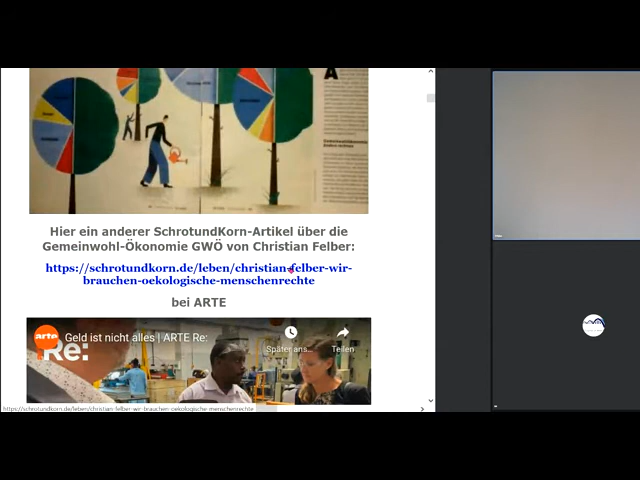 Hier ein anderer SchrotundKorn-Artikel über die
Gemeinwohl-Ökonomie GWÖ von Christian Felber:
https://schrotundkorn.de/leben/christian-felber-wir-
brauchen-oekologische-menschenrechte
bei ARTE
arte
Geld ist nicht alles | ARTE Re:
Re:
Später ans...
Teilen
https://schrotundkorn.de/leben/christian-felber-wir-brauchen-oekologische-menschenrechte